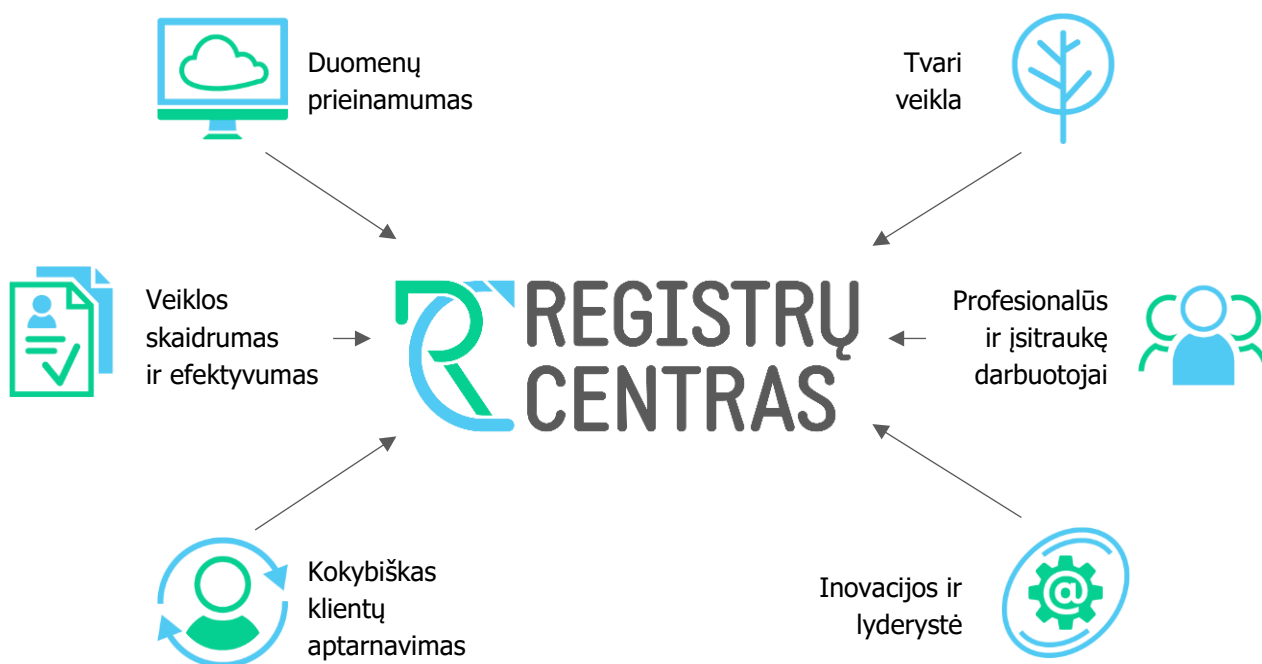 Duomenų
prieinamumas
Tvari
veikla
Veiklos
skaidrumas
ir efektyvumas
REGISTRŲ
CENTRAS
Profesionalūs
ir įsitraukę
darbuotojai
Kokybiškas
klientų
aptarnavimas
Inovacijos ir
lyderystė
@